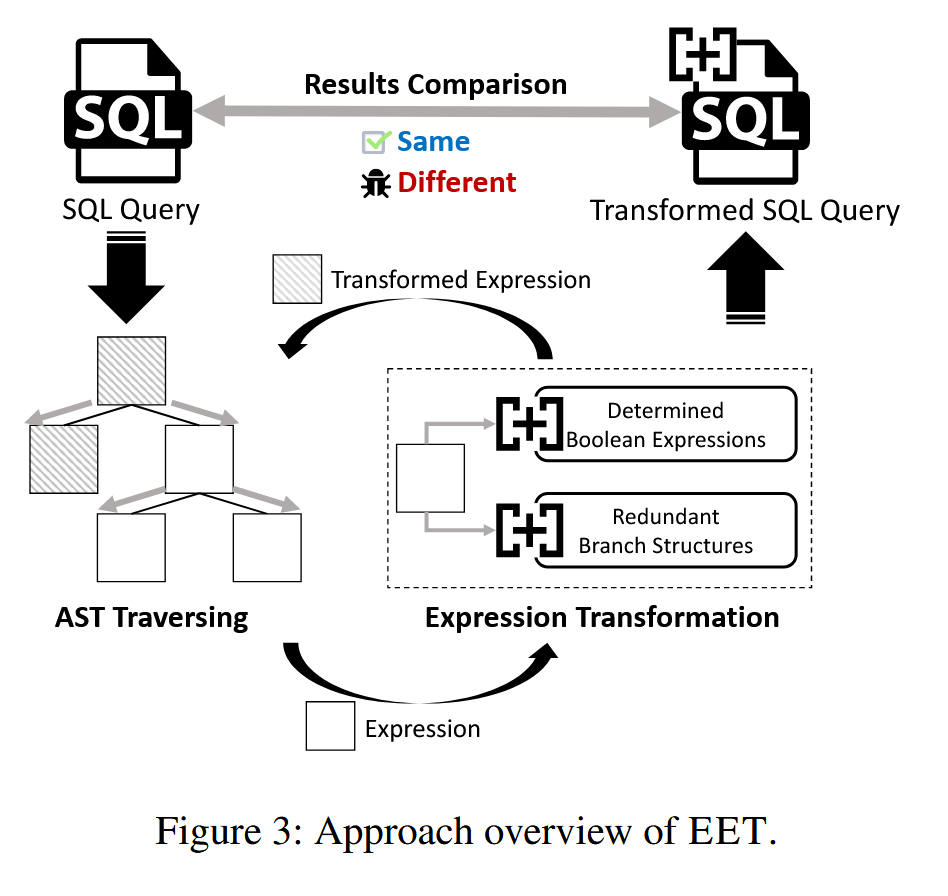 SQL
SQL
Results Comparison
Same
Different
SQL Query
Transformed SQL Query
Transformed Expression
Determined
Boolean Expressions
Redundant
Branch Structures
AST Traversing
Expression Transformation
Expression
Figure 3: Approach overview of EET.